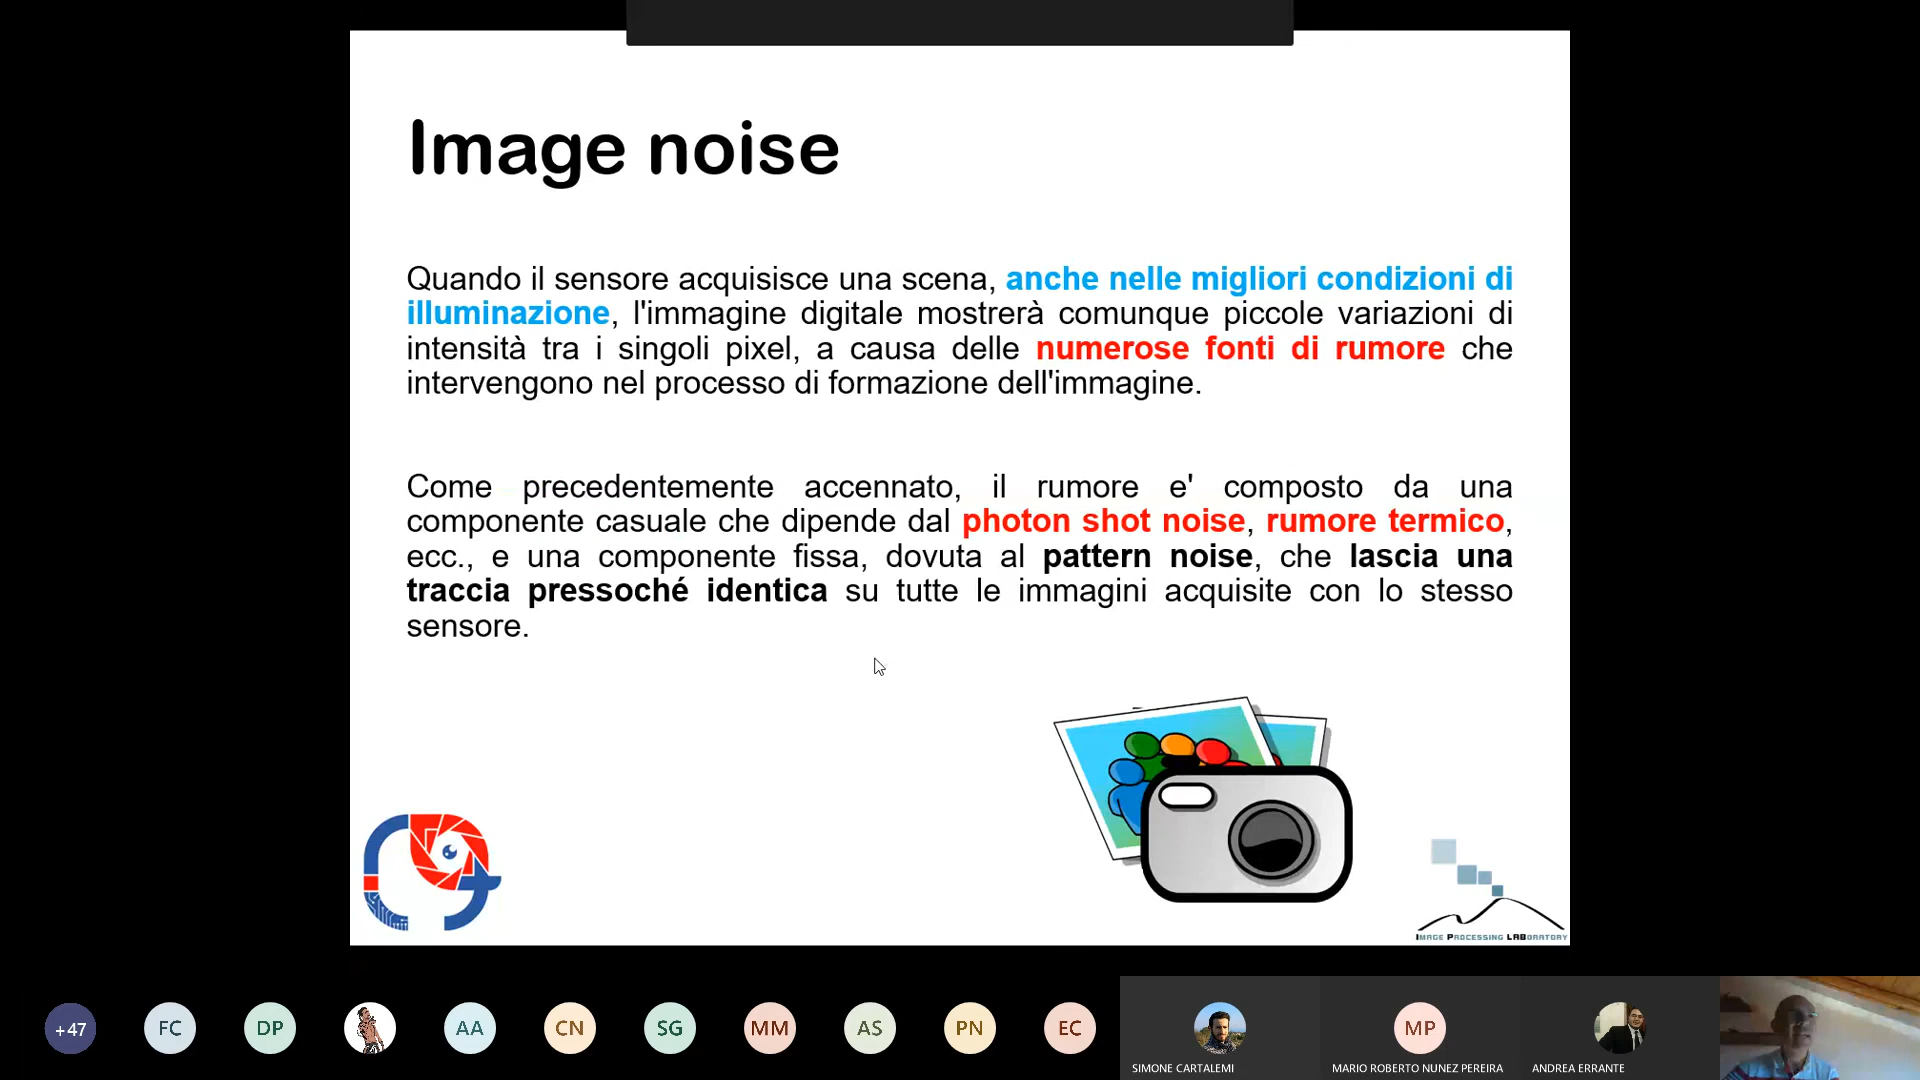 Image noise
Quando il sensore acquisisce una scena, anche nelle migliori condizioni di
illuminazione, l'immagine digitale mostrerà comunque piccole variazioni di
intensità tra i singoli pixel, a causa delle numerose fonti di rumore che
intervengono nel processo di formazione dell'immagine.
Come precedentemente accennato, il rumore e' composto da una
componente casuale che dipende dal photon shot noise, rumore termico,
ecc., e una componente fissa, dovuta al pattern noise, che lascia una
traccia pressoché identica su tutte le immagini acquisite con lo stesso
sensore.
IMAGE PROCESSING LABORATORY
+47
FC
DP
AA
CN
SG
MM
AS
PN
EC
MP
SIMONE CARTALEMI
MARIO ROBERTO NUNEZ PEREIRA
ANDREA ERRANTE